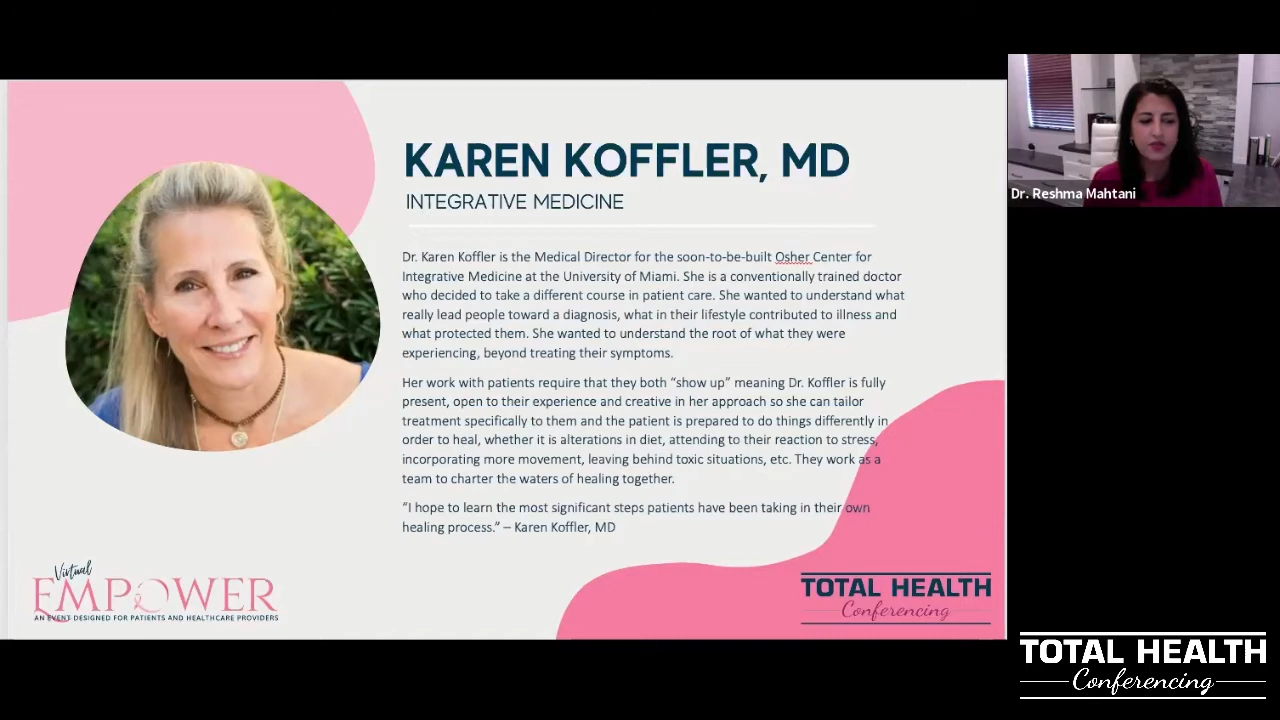 KAREN KOFFLER, MD
INTEGRATIVE MEDICINE
Dr. Karen Koffler is the Medical Director for the soon-to-be-built Osher Center for
Integrative Medicine at the University of Miami. She is a conventionally trained doctor
who decided to take a different course in patient care. She wanted to understand what
really lead people toward a diagnosis, what in their lifestyle contributed to illness and
what protected them. She wanted to understand the root of what they were
experiencing, beyond treating their symptoms.
Her work with patients require that they both “show up” meaning Dr. Koffler is fully
present, open to their experience and creative in her approach so she can tailor
treatment specifically to them and the patient is prepared to do things differently in
order to heal, whether it is alterations in diet, attending to their reaction to stress,
incorporating more movement, leaving behind toxic situations, etc. They work as a
team to charter the waters of healing together.
“I hope to learn the most significant steps patients have been taking in their own
healing process.” – Karen Koffler, MD
Virtual
EMPOWER
AN EVENT DESIGNED FOR PATIENTS AND HEALTHCARE PROVIDERS
TOTAL HEALTH
Conferencing
Dr. Reshma Mahtani
TOTAL HEALTH
Conferencing